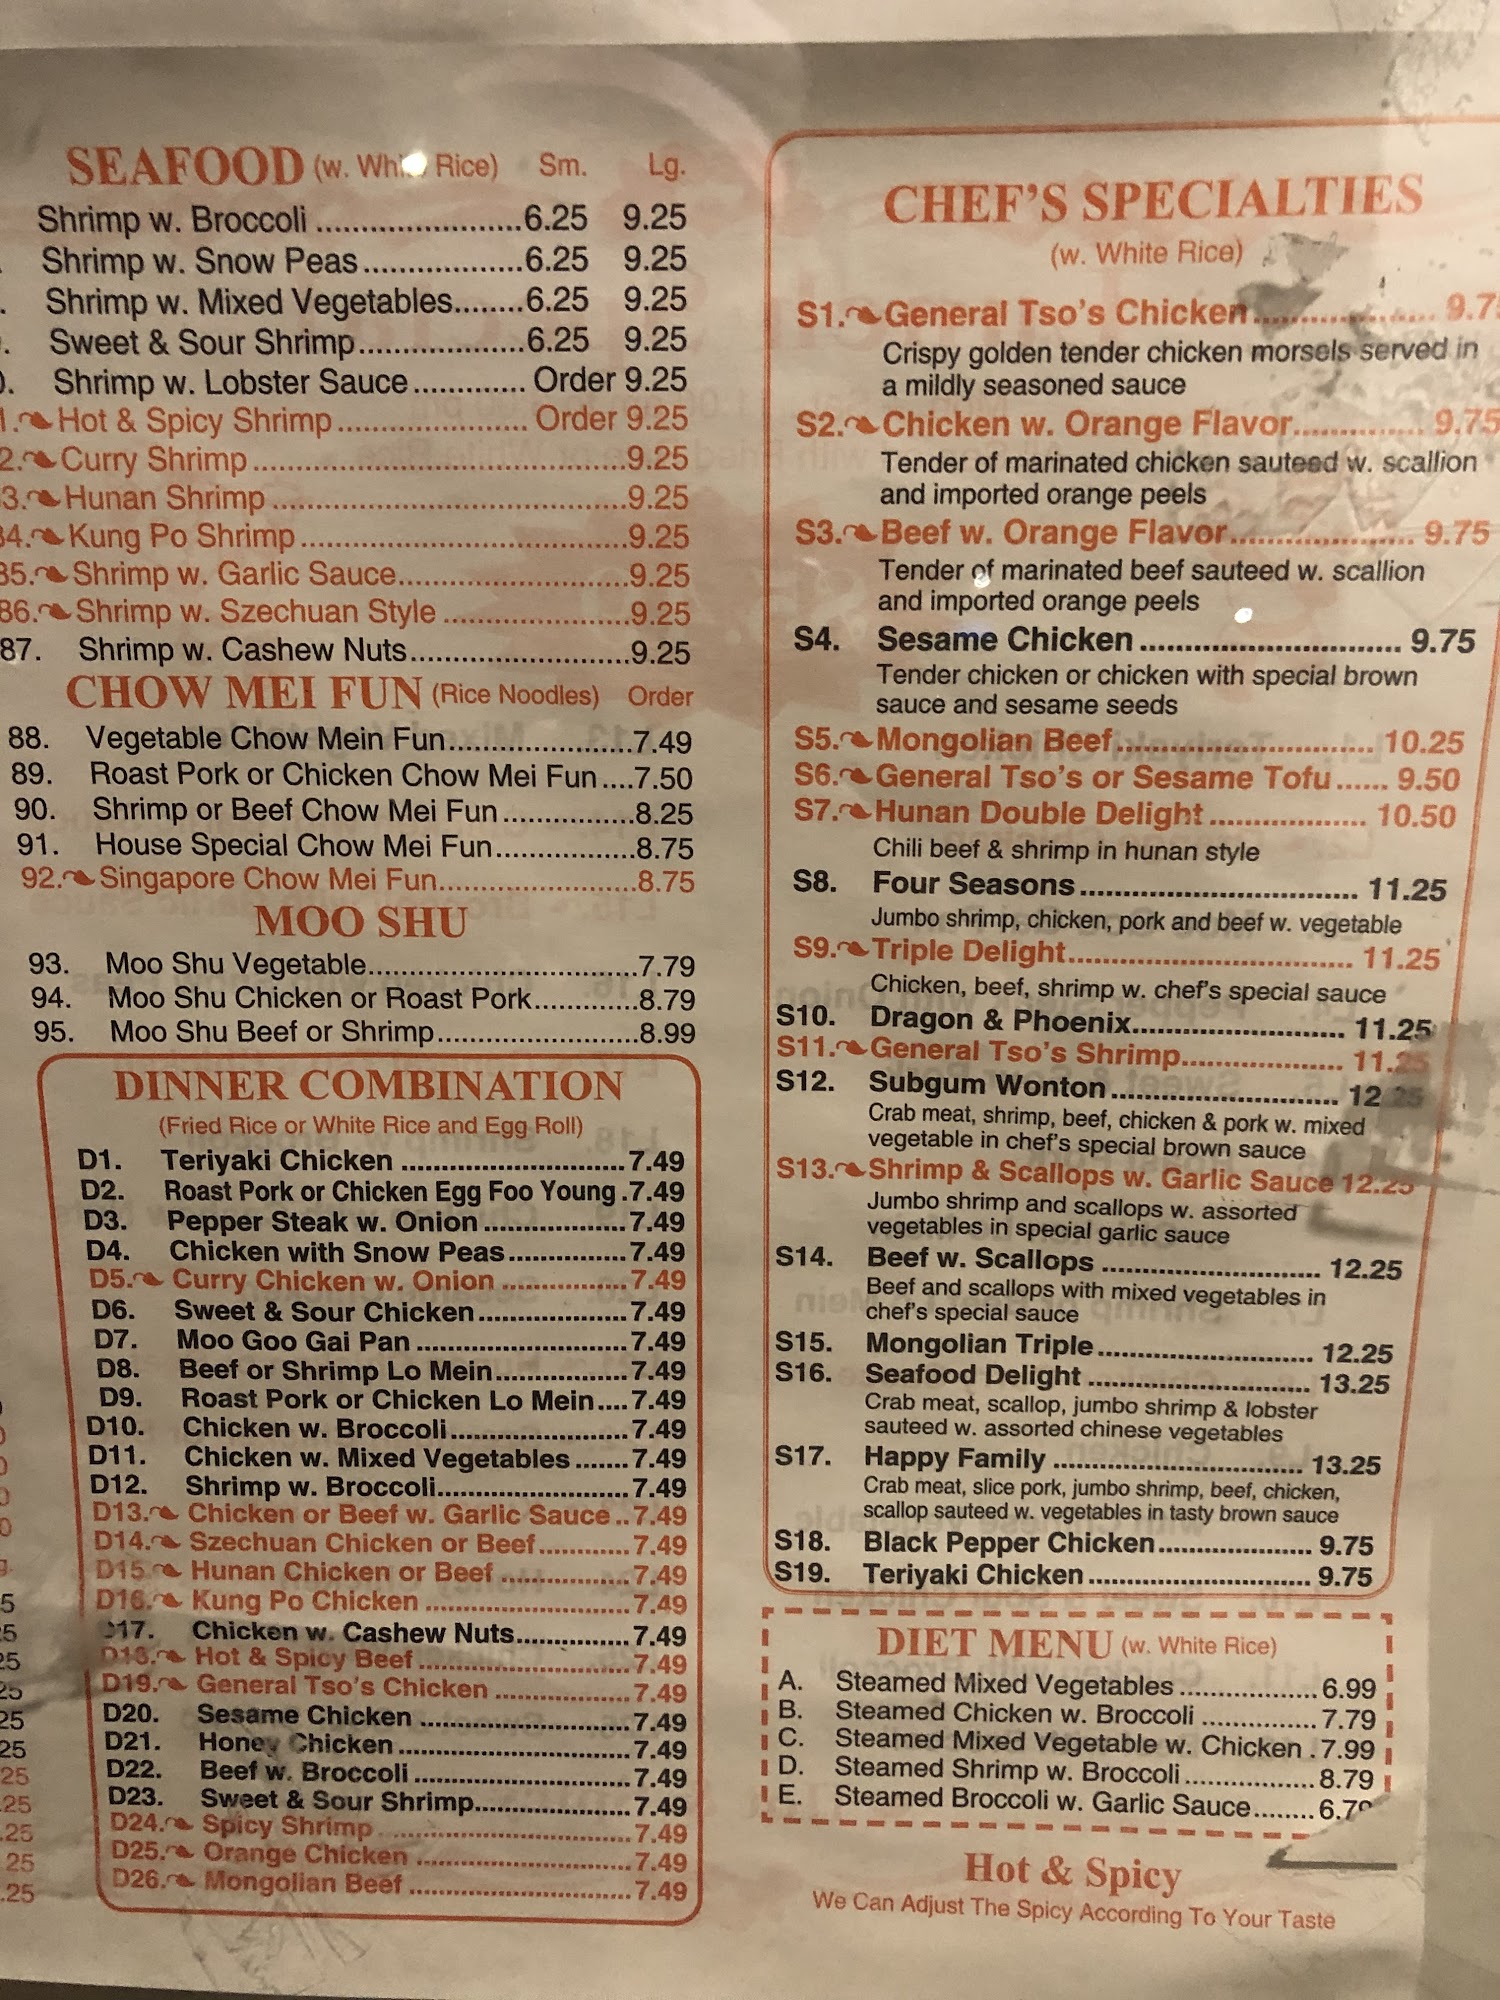 SEAFOOD (w. White Rice) Sm. Lg.
Shrimp w. Broccoli ....................... 6.25 9.25
Shrimp w. Snow Peas .................. 6.25 9.25
Shrimp w. Mixed Vegetables........ 6.25 9.25
Sweet & Sour Shrimp................... 6.25 9.25
Shrimp w. Lobster Sauce ............. Order 9.25
Hot & Spicy Shrimp ..................... Order 9.25
Curry Shrimp ......................................... 9.25
Hunan Shrimp ....................................... 9.25
Kung Po Shrimp .................................... 9.25
85. Shrimp w. Garlic Sauce......................... 9.25
86. Shrimp w. Szechuan Style .................... 9.25
87. Shrimp w. Cashew Nuts........................ 9.25
CHOW MEI FUN (Rice Noodles) Order
88. Vegetable Chow Mein Fun.................... 7.49
89. Roast Pork or Chicken Chow Mei Fun .... 7.50
90. Shrimp or Beef Chow Mei Fun .............. 8.25
91. House Special Chow Mei Fun............... 8.75
92. Singapore Chow Mei Fun...................... 8.75
MOO SHU
93. Moo Shu Vegetable.............................. 7.79
94. Moo Shu Chicken or Roast Pork............ 8.79
95. Moo Shu Beef or Shrimp...................... 8.99
DINNER COMBINATION
(Fried Rice or White Rice and Egg Roll)
D1. Teriyaki Chicken ............................ 7.49
D2. Roast Pork or Chicken Egg Foo Young . 7.49
D3. Pepper Steak w. Onion .................. 7.49
D4. Chicken with Snow Peas............... 7.49
D5. Curry Chicken w. Onion ................ 7.49
D6. Sweet & Sour Chicken................... 7.49
D7. Moo Goo Gai Pan .......................... 7.49
D8. Beef or Shrimp Lo Mein................. 7.49
D9. Roast Pork or Chicken Lo Mein.... 7.49
D10. Chicken w. Broccoli....................... 7.49
D11. Chicken w. Mixed Vegetables ....... 7.49
D12. Shrimp w. Broccoli........................ 7.49
D13. Chicken or Beef w. Garlic Sauce .. 7.49
D14. Szechuan Chicken or Beef............ 7.49
D15. Hunan Chicken or Beef ................ 7.49
D16. Kung Po Chicken .......................... 7.49
17. Chicken w. Cashew Nuts............... 7.49
D18. Hot & Spicy Beef .......................... 7.49
D19. General Tso's Chicken ................. 7.49
D20. Sesame Chicken ........................... 7.49
D21. Honey Chicken ............................. 7.49
D22. Beef w. Broccoli ........................... 7.49
D23. Sweet & Sour Shrimp.................... 7.49
D24. Spicy Shrimp ................................ 7.49
D25. Orange Chicken ........................... 7.49
D26. Mongolian Beef ............................ 7.49
CHEF'S SPECIALTIES
(w. White Rice)
S1. General Tso's Chicken.................... 9.7
Crispy golden tender chicken morsels served in
a mildly seasoned sauce
S2. Chicken w. Orange Flavor.............. 9.75
Tender of marinated chicken sauteed w. scallion
and imported orange peels
S3. Beef w. Orange Flavor.................... 9.75
Tender of marinated beef sauteed w. scallion
and imported orange peels
S4. Sesame Chicken ............................. 9.75
Tender chicken or chicken with special brown
sauce and sesame seeds
S5. Mongolian Beef............................. 10.25
S6. General Tso's or Sesame Tofu ...... 9.50
S7. Hunan Double Delight .................. 10.50
Chili beef & shrimp in hunan style
S8. Four Seasons................................ 11.25
Jumbo shrimp, chicken, pork and beef w. vegetable
S9. Triple Delight................................ 11.25
Chicken, beef, shrimp w. chef's special sauce
S10. Dragon & Phoenix........................ 11.25
S11. General Tso's Shrimp................... 11.25
S12. Subgum Wonton .......................... 12.25
Crab meat, shrimp, beef, chicken & pork w. mixed
vegetable in chef's special brown sauce
S13. Shrimp & Scallops w. Garlic Sauce 12.25
Jumbo shrimp and scallops w. assorted
vegetables in special garlic sauce
S14. Beef w. Scallops .......................... 12.25
Beef and scallops with mixed vegetables in
chef's special sauce
S15. Mongolian Triple.......................... 12.25
S16. Seafood Delight ........................... 13.25
Crab meat, scallop, jumbo shrimp & lobster
sauteed w. assorted chinese vegetables
S17. Happy Family ............................... 13.25
Crab meat, slice pork, jumbo shrimp, beef, chicken,
scallop sauteed w. vegetables in tasty brown sauce
S18. Black Pepper Chicken.................... 9.75
S19. Teriyaki Chicken ............................ 9.75
DIET MENU (w. White Rice)
A. Steamed Mixed Vegetables .................. 6.99
B. Steamed Chicken w. Broccoli ............... 7.79
C. Steamed Mixed Vegetable w. Chicken . 7.99
D. Steamed Shrimp w. Broccoli ................. 8.79
E. Steamed Broccoli w. Garlic Sauce........ 6.79
Hot & Spicy
We Can Adjust The Spicy According To Your Taste